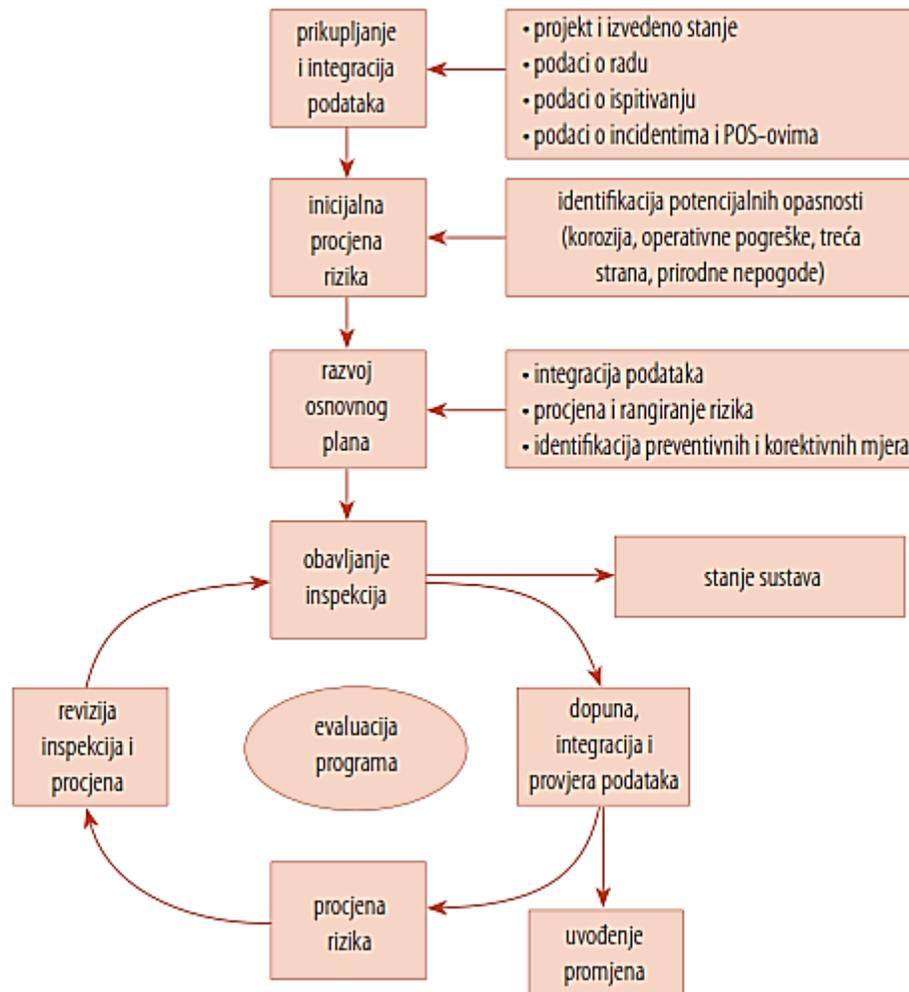 prikupljanje
i integracija
podataka
• projekt i izvedeno stanje
• podaci o radu
• podaci o ispitivanju
• podaci o incidentima i POS-ovima
inicijalna
procjena
rizika
identifikacija potencijalnih opasnosti
(korozija, operativne pogreške, treća
strana, prirodne nepogode)
razvoj
osnovnog
plana
• integracija podataka
• procjena i rangiranje rizika
• identifikacija preventivnih i korektivnih mjera
obavljanje
inspekcija
stanje sustava
revizija
inspekcija i
procjena
evaluacija
programa
dopuna,
integracija i
provjera podataka
procjena
rizika
uvođenje
promjena